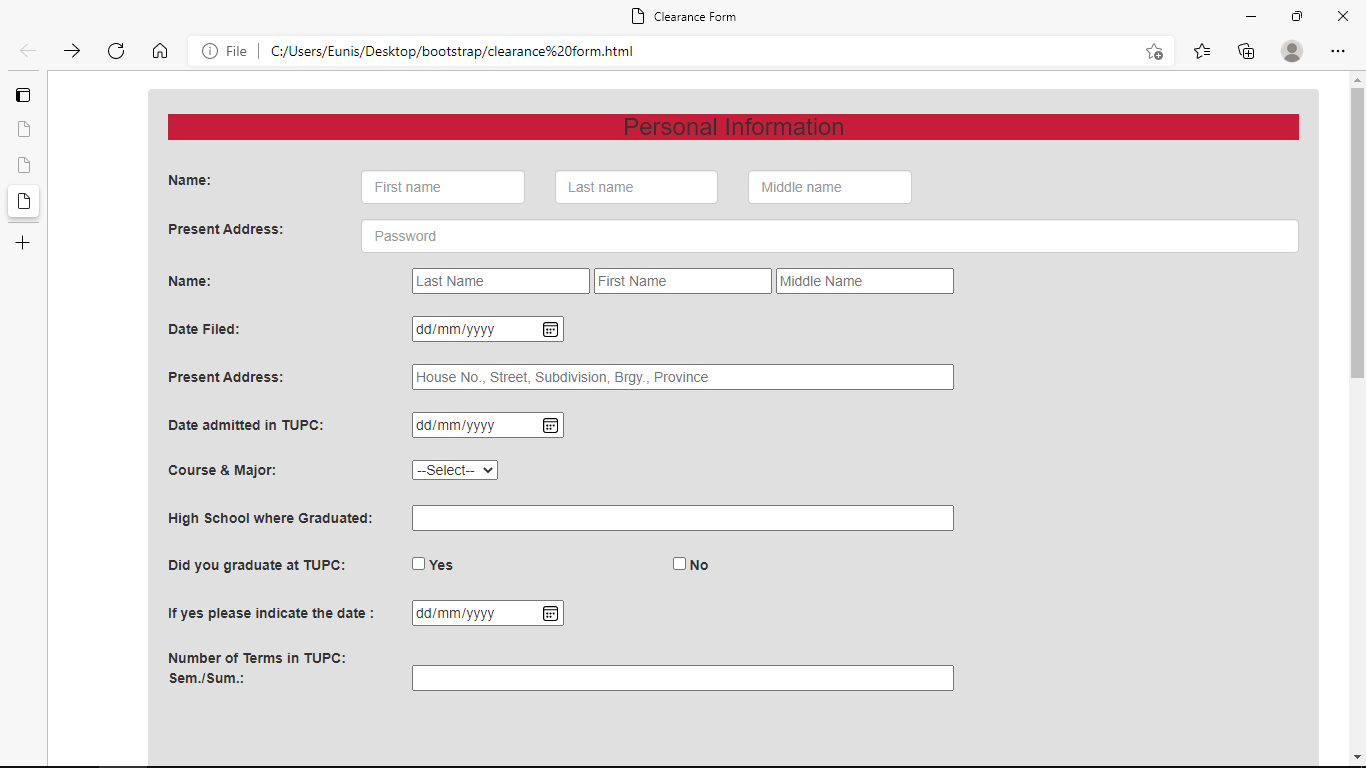 Clearance Form
File C:/Users/Eunis/Desktop/bootstrap/clearance%20form.html
Personal Information
Name: First name Last name Middle name
Present Address: Password
Name: Last Name First Name Middle Name
Date Filed: dd/mm/yyyy
Present Address: House No., Street, Subdivision, Brgy., Province
Date admitted in TUPC: dd/mm/yyyy
Course & Major: --Select--
High School where Graduated:
Did you graduate at TUPC: Yes No
If yes please indicate the date : dd/mm/yyyy
Number of Terms in TUPC:
Sem./Sum.: